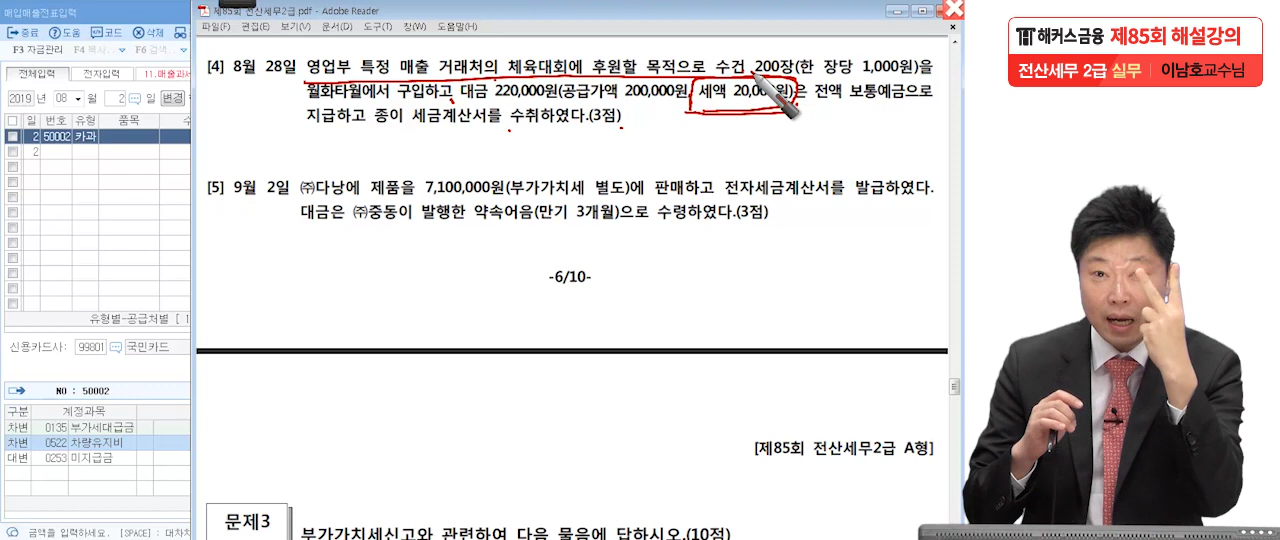 매입매출전표입력
종료 도움 코드 삭제
F3 자금관리 F4 복사.. F6 검색..
전체입력 전자입력 11.매출과세
2019 년 08 월 2 일 변경
일 번호 유형 품목 수
2 50002 카과
2
유형별-공급처별 [ 1
신용카드사: 99801 국민카드
NO : 50002
구분 계정과목
차변 0135 부가세대급금
차변 0522 차량유지비
대변 0253 미지급금
금액을 입력하세요. [SPACE] : 대차차
제85회 전산세무2급.pdf - Adobe Reader
파일(F) 편집(E) 보기(V) 문서(D) 도구(T) 창(W) 도움말(H)
[4] 8월 28일 영업부 특정 매출 거래처의 체육대회에 후원할 목적으로 수건 200장(한 장당 1,000원)을
월화타월에서 구입하고 대금 220,000원(공급가액 200,000원, 세액 20,000원)은 전액 보통예금으로
지급하고 종이 세금계산서를 수취하였다.(3점)
[5] 9월 2일 ㈜다낭에 제품을 7,100,000원(부가가치세 별도)에 판매하고 전자세금계산서를 발급하였다.
대금은 ㈜중동이 발행한 약속어음(만기 3개월)으로 수령하였다.(3점)
-6/10-
[제85회 전산세무2급 A형]
문제3 부가가치세신고와 관련하여 다음 물음에 답하시오.(10점)
해커스금융 제85회 해설강의
전산세무 2급 실무 이남호교수님